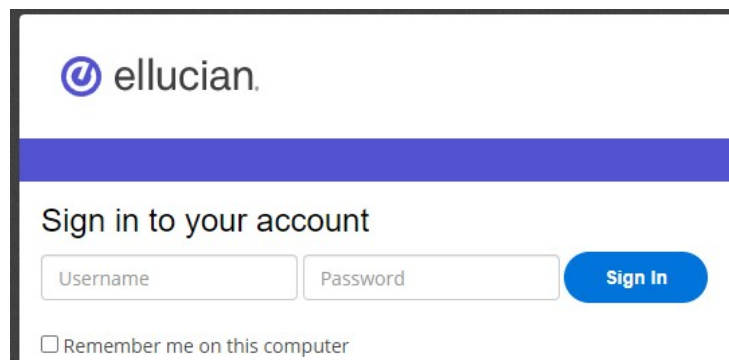 ellucian.
Sign in to your account
Username Password Sign In
Remember me on this computer